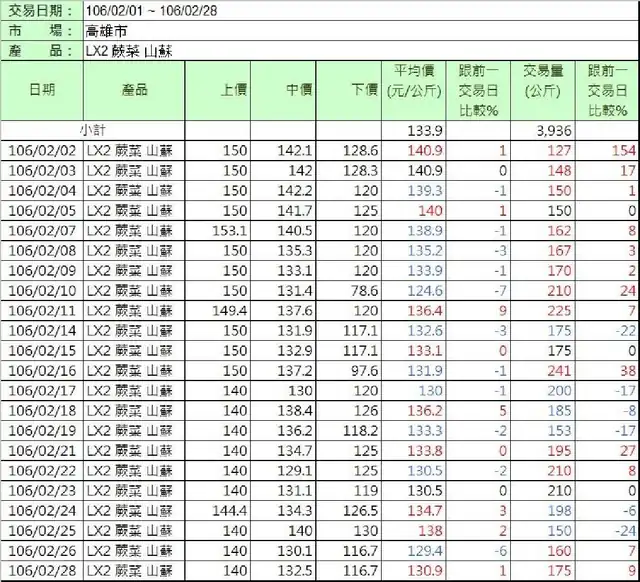 交易日期： 106/02/01 ~ 106/02/28
市　　場： 高雄市
產　　品： LX2 蕨菜 山蘇
日期 產品 上價 中價 下價 平均價(元/公斤) 跟前一交易日比較% 交易量(公斤) 跟前一交易日比較%
小計 133.9 3,936
106/02/02 LX2 蕨菜 山蘇 150 142.1 128.6 140.9 1 127 154
106/02/03 LX2 蕨菜 山蘇 150 142 128.3 140.9 0 148 17
106/02/04 LX2 蕨菜 山蘇 150 142.2 120 139.3 -1 150 1
106/02/05 LX2 蕨菜 山蘇 150 141.7 125 140 1 150 0
106/02/07 LX2 蕨菜 山蘇 153.1 140.5 120 138.9 -1 162 8
106/02/08 LX2 蕨菜 山蘇 150 135.3 120 135.2 -3 167 3
106/02/09 LX2 蕨菜 山蘇 150 133.1 120 133.9 -1 170 2
106/02/10 LX2 蕨菜 山蘇 150 131.4 78.6 124.6 -7 210 24
106/02/11 LX2 蕨菜 山蘇 149.4 137.6 120 136.4 9 225 7
106/02/14 LX2 蕨菜 山蘇 150 131.9 117.1 132.6 -3 175 -22
106/02/15 LX2 蕨菜 山蘇 150 132.9 117.1 133.1 0 175 0
106/02/16 LX2 蕨菜 山蘇 150 137.2 97.6 131.9 -1 241 38
106/02/17 LX2 蕨菜 山蘇 140 130 120 130 -1 200 -17
106/02/18 LX2 蕨菜 山蘇 140 138.4 126 136.2 5 185 -8
106/02/19 LX2 蕨菜 山蘇 140 136.2 118.2 133.3 -2 153 -17
106/02/21 LX2 蕨菜 山蘇 140 134.7 125 133.8 0 195 27
106/02/22 LX2 蕨菜 山蘇 140 129.1 125 130.5 -2 210 8
106/02/23 LX2 蕨菜 山蘇 140 131.1 119 130.5 0 210 0
106/02/24 LX2 蕨菜 山蘇 144.4 134.3 126.5 134.7 3 198 -6
106/02/25 LX2 蕨菜 山蘇 140 140 130 138 2 150 -24
106/02/26 LX2 蕨菜 山蘇 140 130.1 116.7 129.4 -6 160 7
106/02/28 LX2 蕨菜 山蘇 140 132.5 116.7 130.9 1 175 9